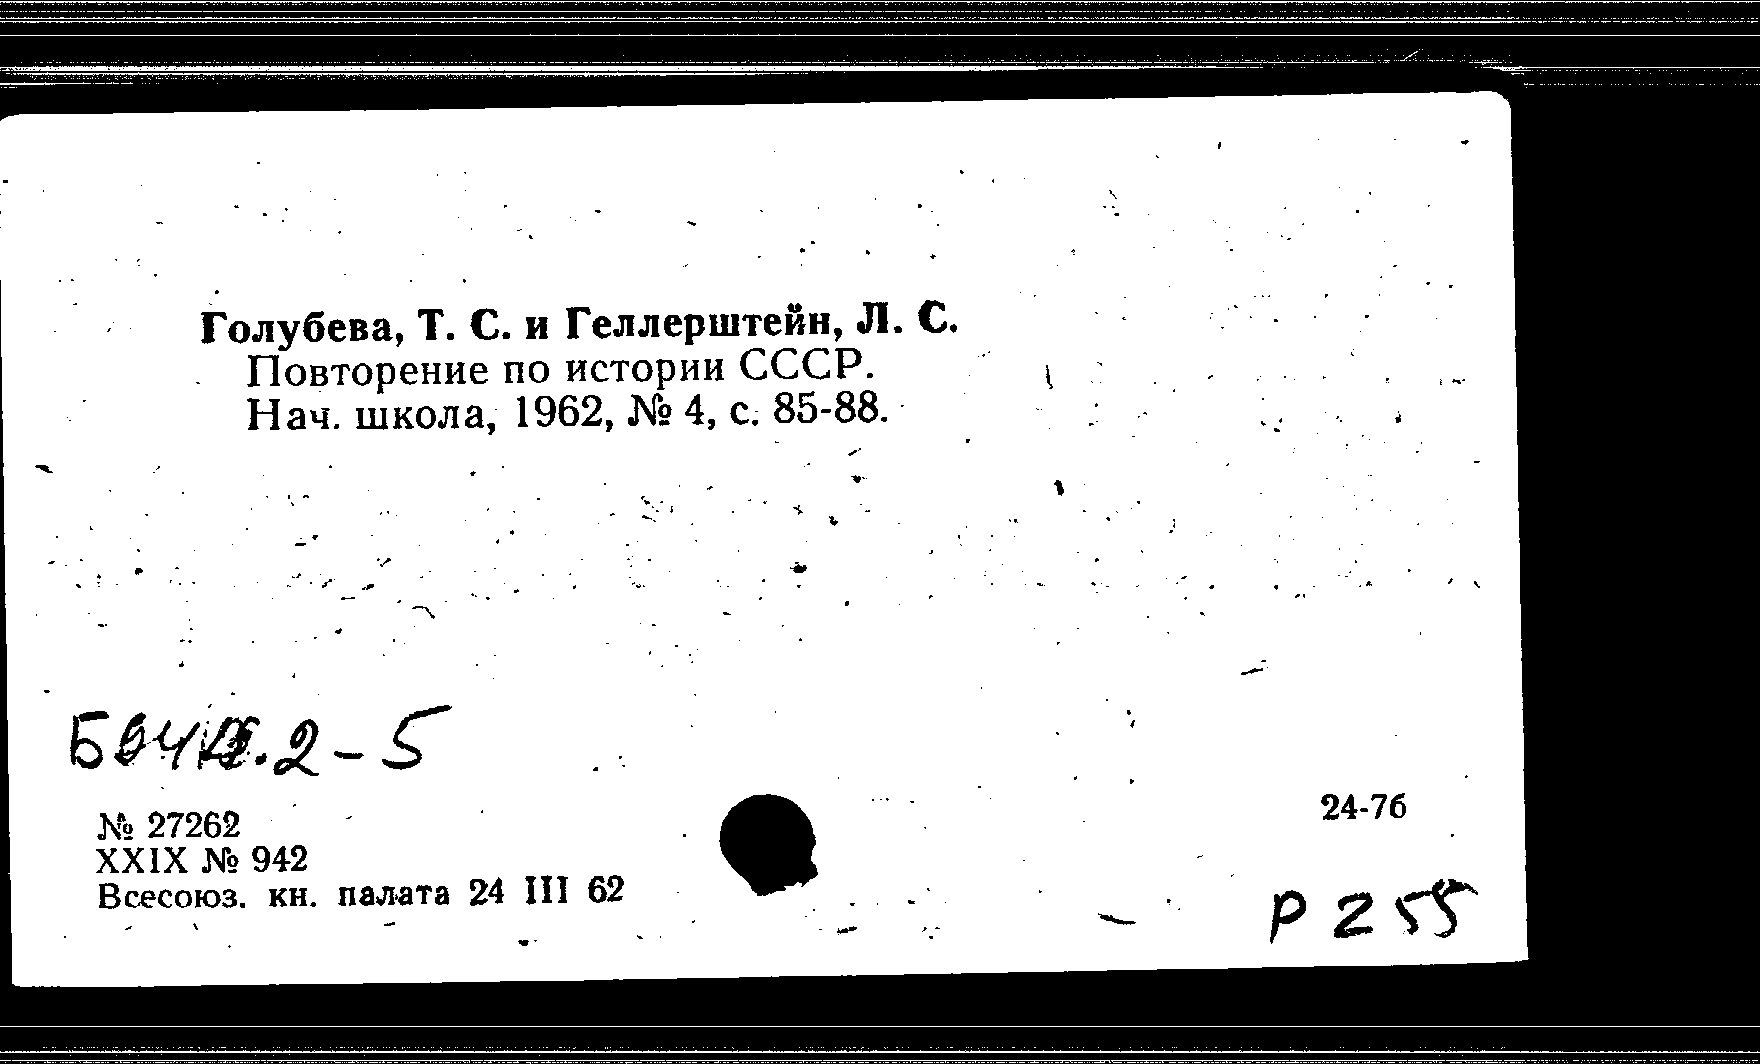 Голубева, Т. С. и Геллерштейн, Л. С.
Повторение по истории СССР.
Нач. школа, 1962, № 4, с. 85-88.
№ 27262
XXIX № 942
Всесоюз. кн. палата 24 III 62
24-7б
Р 255